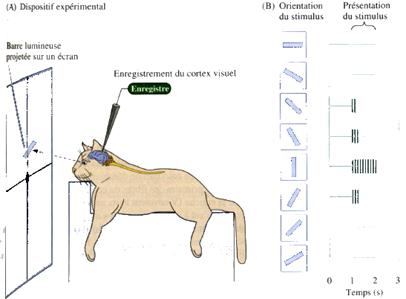 (A) Dispositif expérimental
Barre lumineuse
projetée sur un écran
Enregistrement du cortex visuel
Enregistre
(B) Orientation
du stimulus
Présentation
du stimulus
0 1 2 3
Temps (s)